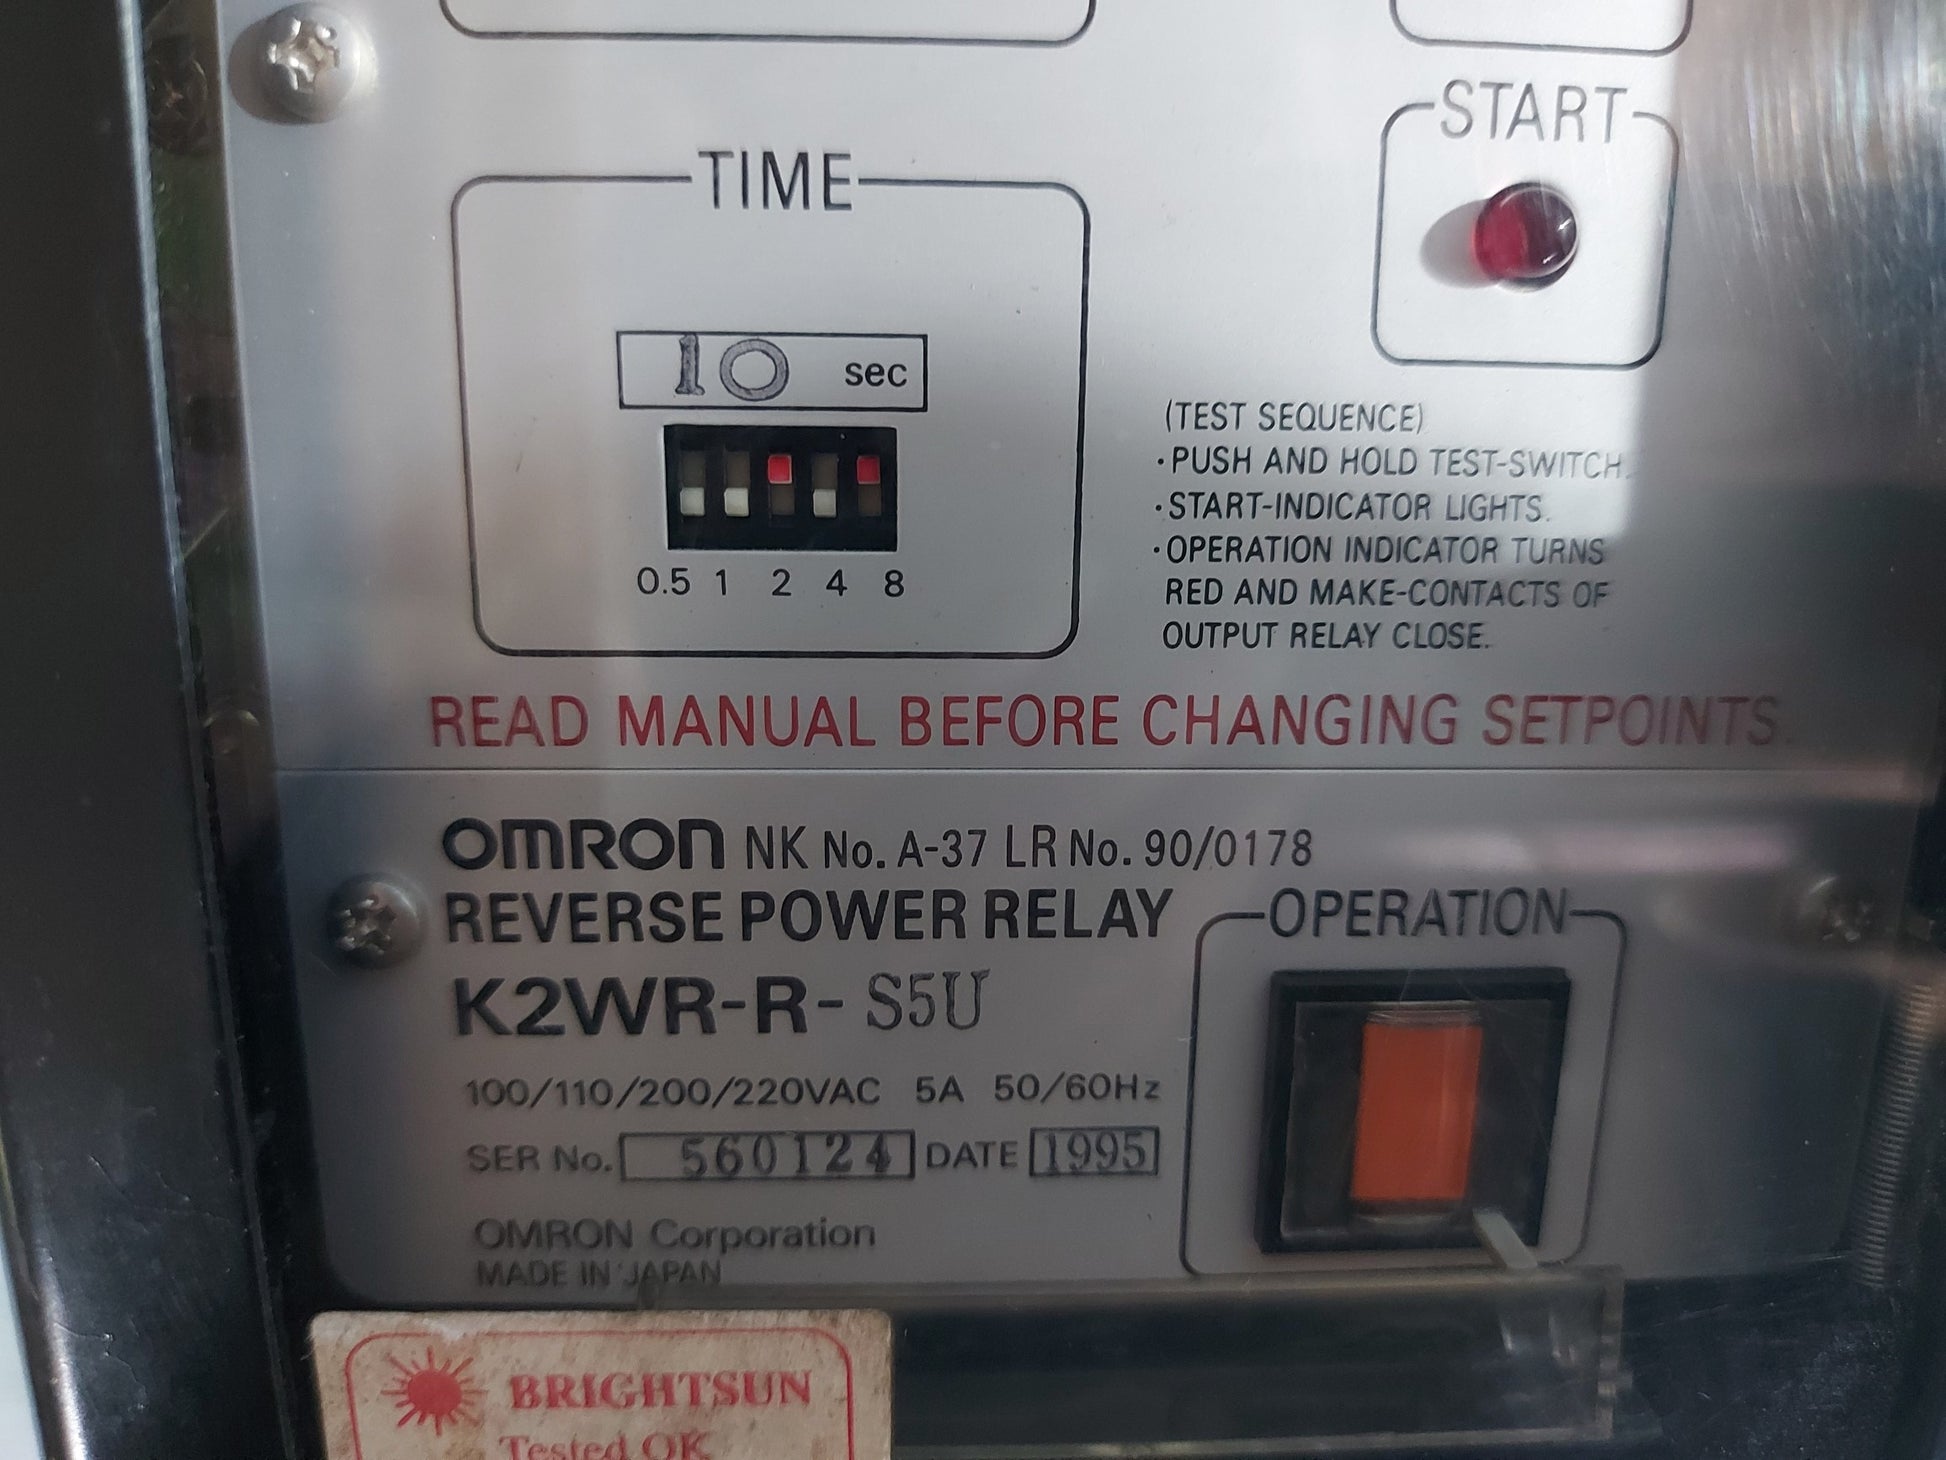 START
TIME
10 sec
0.5 1 2 4 8
(TEST SEQUENCE)
·PUSH AND HOLD TEST-SWITCH.
·START-INDICATOR LIGHTS.
·OPERATION INDICATOR TURNS
RED AND MAKE-CONTACTS OF
OUTPUT RELAY CLOSE.
READ MANUAL BEFORE CHANGING SETPOINTS.
OMRON NK No. A-37 LR No. 90/0178
REVERSE POWER RELAY
OPERATION
K2WR-R-S5U
100/110/200/220VAC 5A 50/60Hz
SER No. 560124 DATE 1995
OMRON Corporation
MADE IN JAPAN
BRIGHTSUN
Tested OK